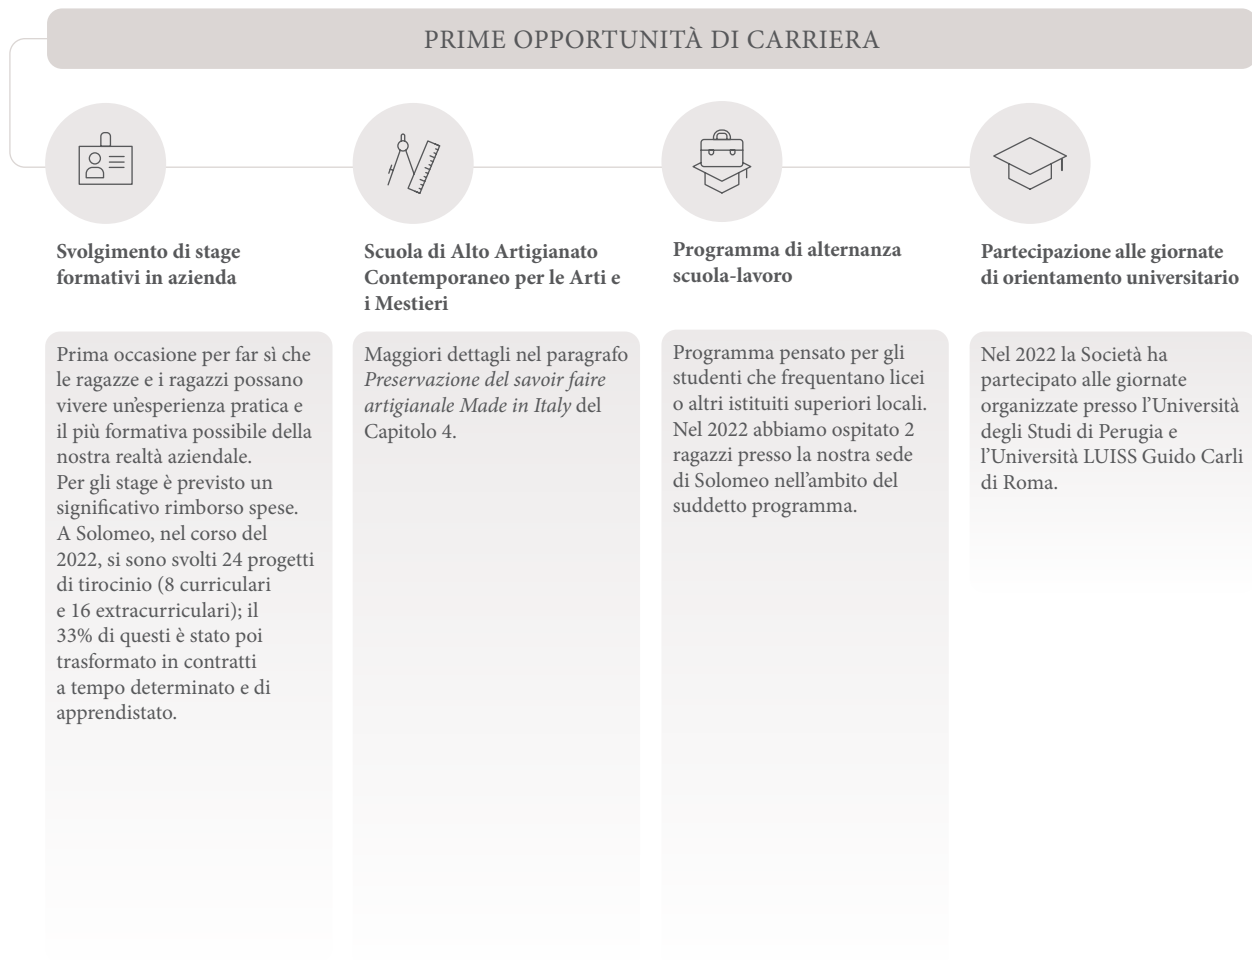 PRIME OPPORTUNITÀ DI CARRIERA
Svolgimento di stage
formativi in azienda
Prima occasione per far sì che
le ragazze e i ragazzi possano
vivere un'esperienza pratica e
il più formativa possibile della
nostra realtà aziendale.
Per gli stage è previsto un
significativo rimborso spese.
A Solomeo, nel corso del
2022, si sono svolti 24 progetti
di tirocinio (8 curriculari
e 16 extracurriculari); il
33% di questi è stato poi
trasformato in contratti
a tempo determinato e di
apprendistato.
Scuola di Alto Artigianato
Contemporaneo per le Arti e
i Mestieri
Maggiori dettagli nel paragrafo
Preservazione del savoir faire
artigianale Made in Italy del
Capitolo 4.
Programma di alternanza
scuola-lavoro
Programma pensato per gli
studenti che frequentano licei
o altri istituiti superiori locali.
Nel 2022 abbiamo ospitato 2
ragazzi presso la nostra sede
di Solomeo nell'ambito del
suddetto programma.
Partecipazione alle giornate
di orientamento universitario
Nel 2022 la Società ha
partecipato alle giornate
organizzate presso l'Università
degli Studi di Perugia e
l'Università LUISS Guido Carli
di Roma.